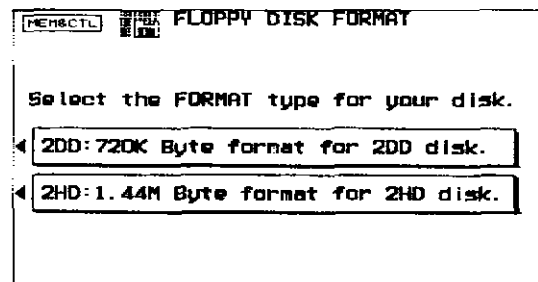 MEM&CTL FLOPPY DISK FORMAT
Select the FORMAT type for your disk.
2DD:720K Byte format for 2DD disk.
2HD:1.44M Byte format for 2HD disk.